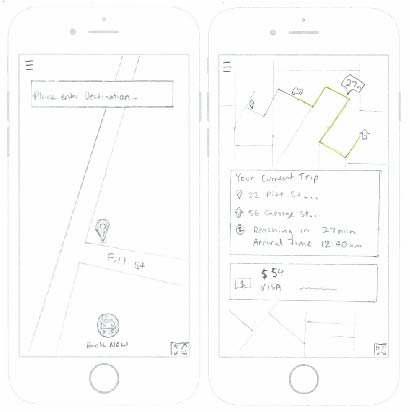 Please enter Destination...
Pitt St
Book NOW
27m
Your Current Trip
22 Pitt St...
56 George St...
Reaching in 27min
Arrival time 12:40am
$54
VISA